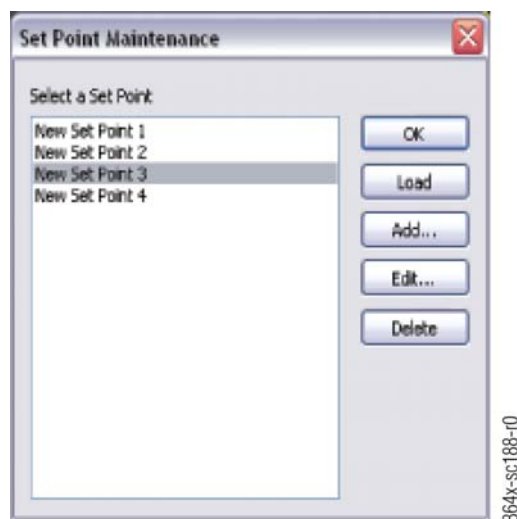 Set Point Maintenance
Select a Set Point
New Set Point 1
New Set Point 2
New Set Point 3
New Set Point 4
OK
Load
Add...
Edit...
Delete
864x-sc188-r0